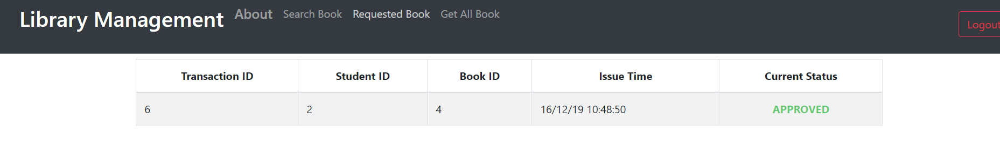 Library Management About Search Book Requested Book Get All Book Logout
Transaction ID Student ID Book ID Issue Time Current Status
6 2 4 16/12/19 10:48:50 APPROVED